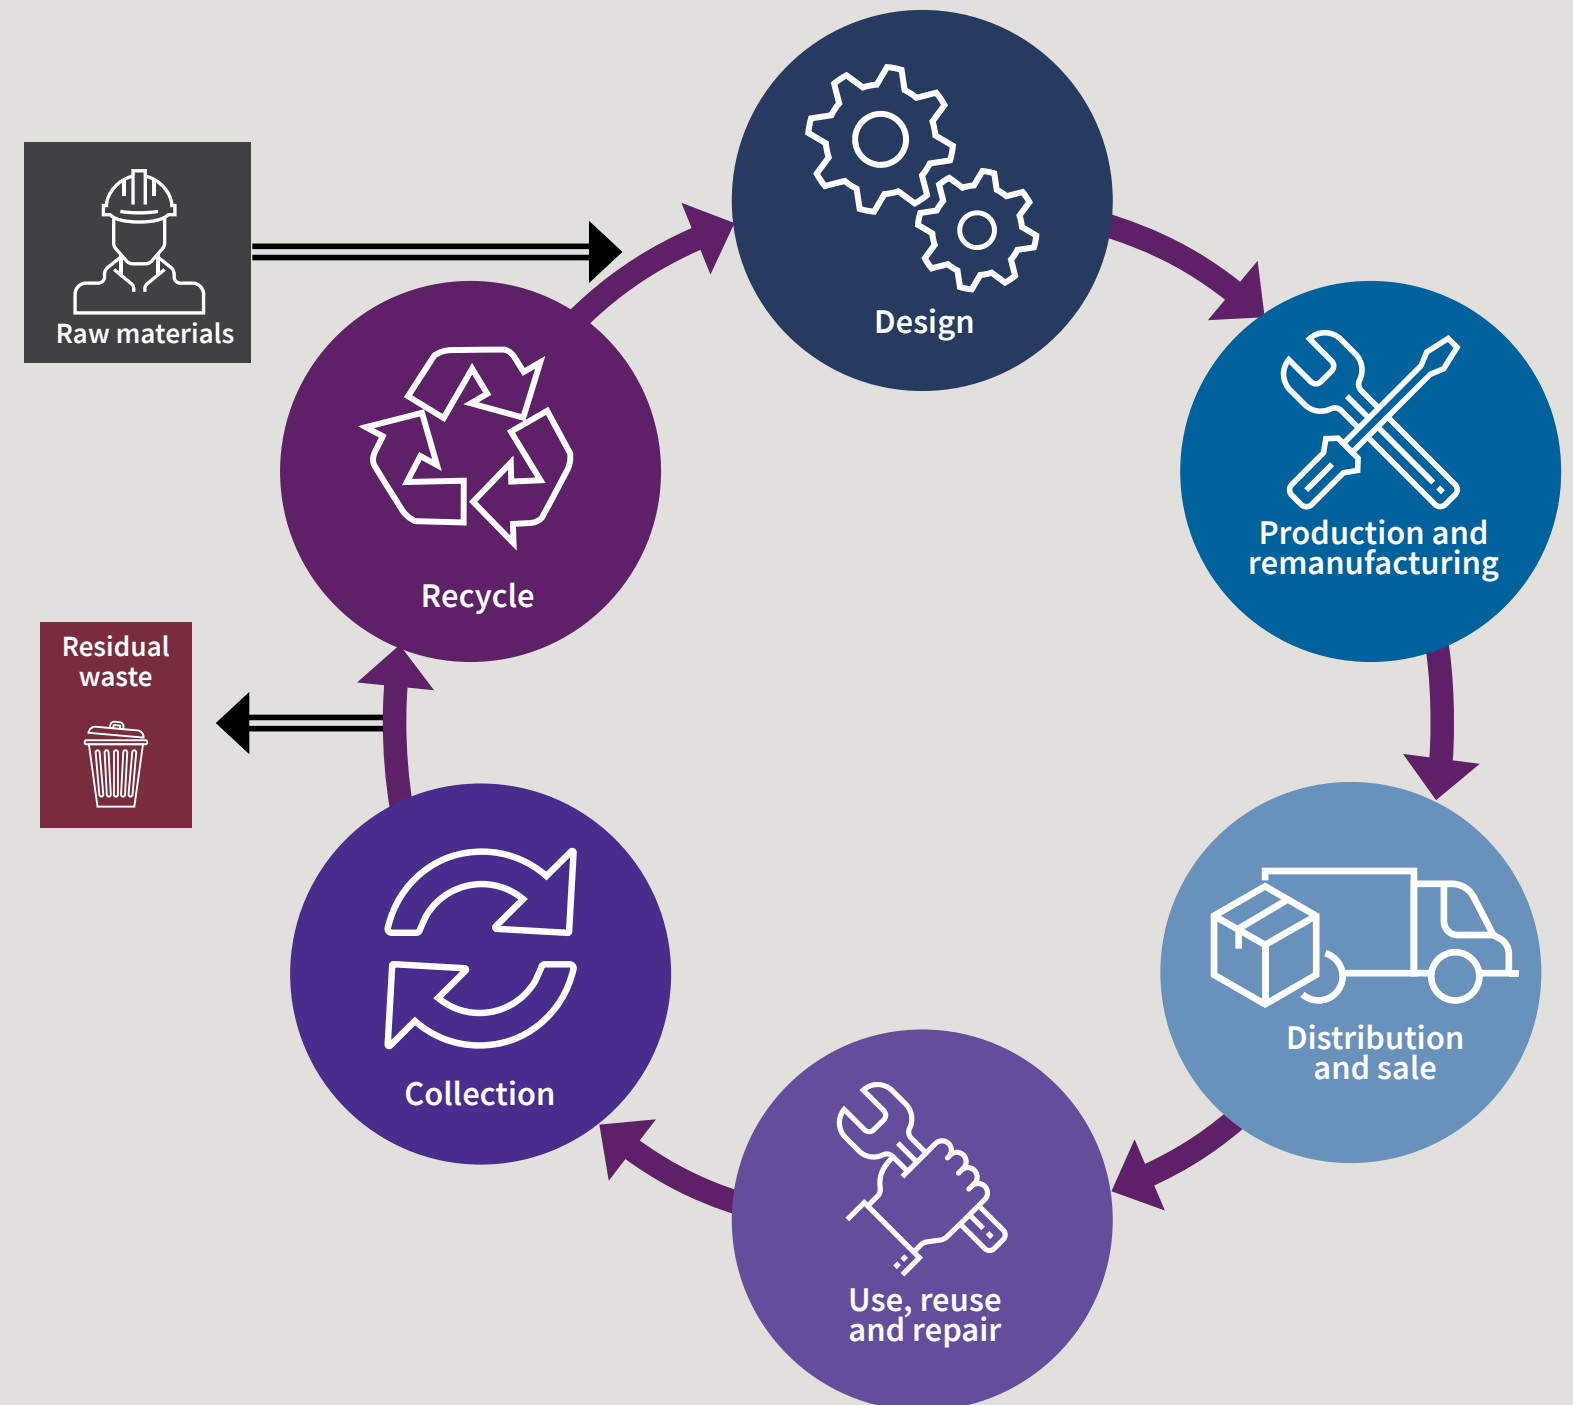 Raw materials
Design
Production and
remanufacturing
Distribution
and sale
Use, reuse
and repair
Collection
Residual
waste
Recycle